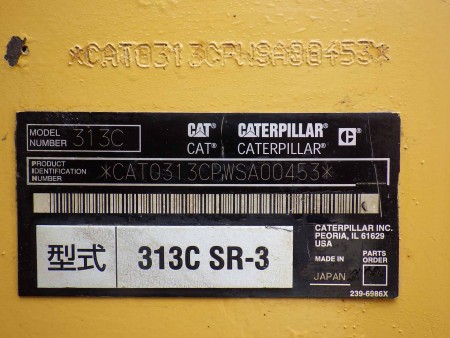 *CAT0313CPWSA00453*
MODEL NUMBER 313C
CAT CATERPILLAR C
CAT® CATERPILLAR®
PRODUCT IDENTIFICATION NUMBER *CAT0313CPWSA00453*
型式 313C SR-3
CATERPILLAR INC.
PEORIA, IL 61629
USA
MADE IN JAPAN
PARTS ORDER
239-6986X